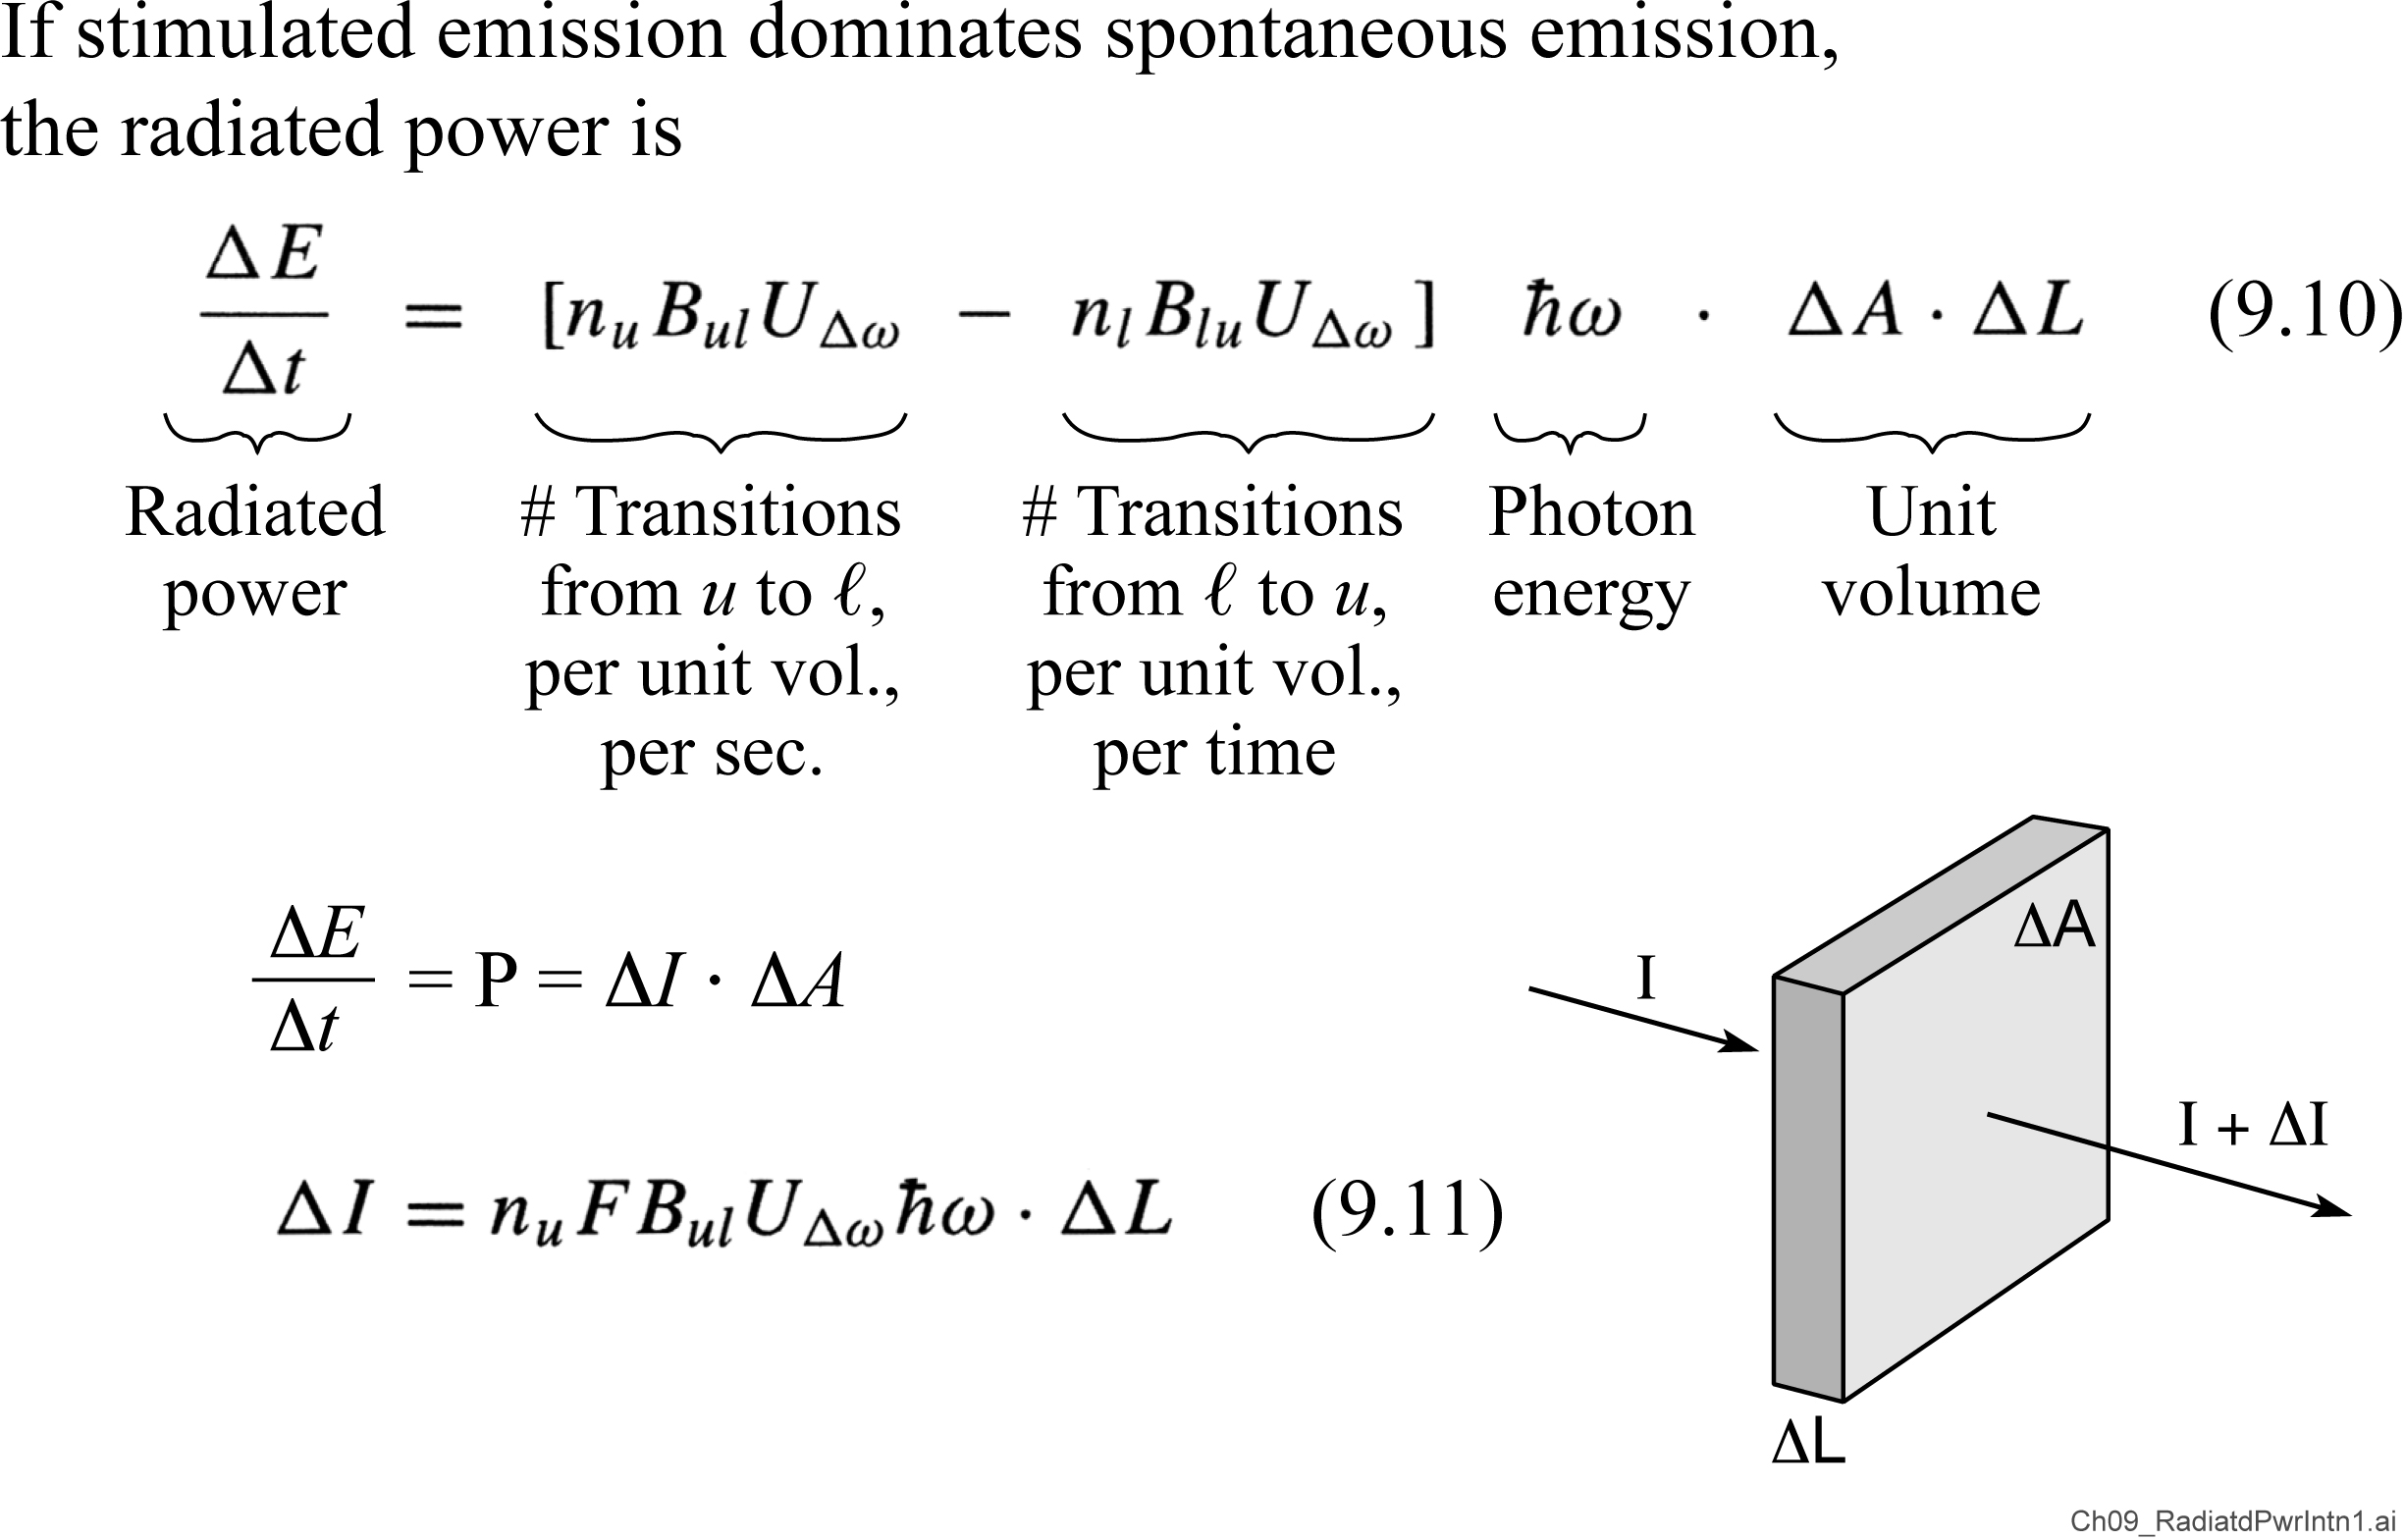 If stimulated emission dominates spontaneous emission,
the radiated power is
ΔE/Δt = [n_u B_ul U_Δω − n_l B_lu U_Δω] ħω · ΔA · ΔL (9.10)
Radiated power
# Transitions from u to ℓ, per unit vol., per sec.
# Transitions from ℓ to u, per unit vol., per time
Photon energy
Unit volume
ΔE/Δt = P = ΔI · ΔA
ΔI = n_u F B_ul U_Δω ħω · ΔL (9.11)
ΔA
I
I + ΔI
ΔL
Ch09_RadiatdPwrIntn1.ai